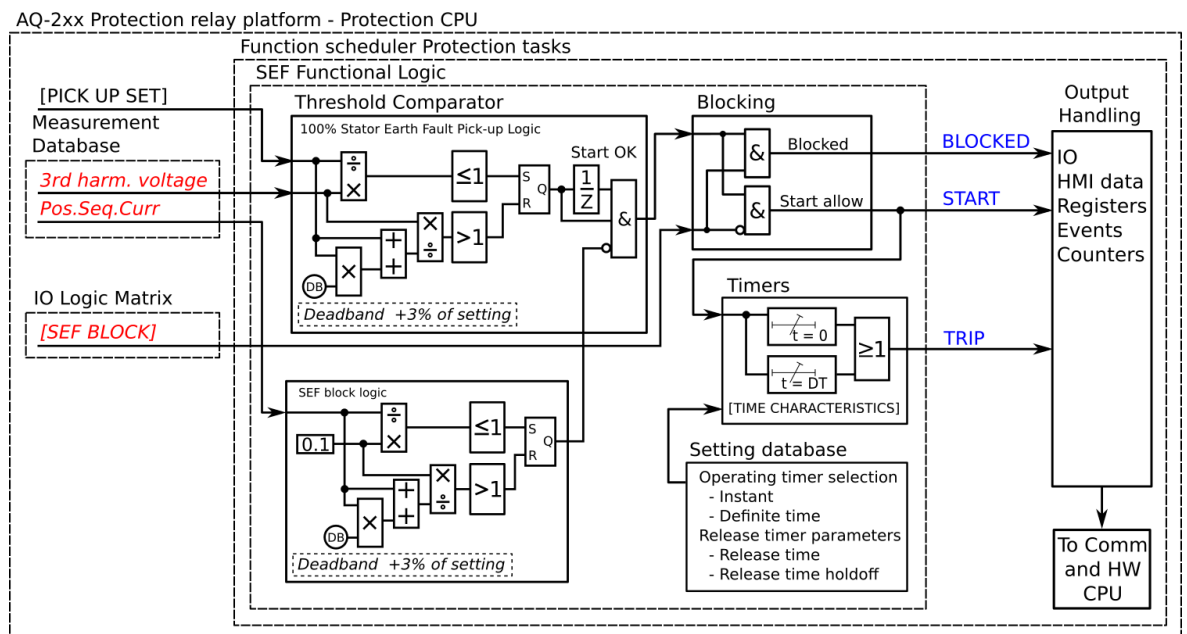 AQ-2xx Protection relay platform - Protection CPU
Function scheduler Protection tasks
SEF Functional Logic
[PICK UP SET]
Measurement
Database
3rd harm. voltage
Pos.Seq.Curr
IO Logic Matrix
[SEF BLOCK]
Threshold Comparator
100% Stator Earth Fault Pick-up Logic
÷
×
≤1
S
Q
R
Start OK
1
Z
&
×
÷
>1
+
+
×
DB
Deadband +3% of setting
SEF block logic
÷
×
0.1
≤1
S
Q
R
×
÷
>1
+
+
×
DB
Deadband +3% of setting
Blocking
&
Blocked
&
Start allow
Timers
t = 0
≥1
t = DT
[TIME CHARACTERISTICS]
Setting database
Operating timer selection
- Instant
- Definite time
Release timer parameters
- Release time
- Release time holdoff
BLOCKED
START
TRIP
Output
Handling
IO
HMI data
Registers
Events
Counters
To Comm
and HW
CPU